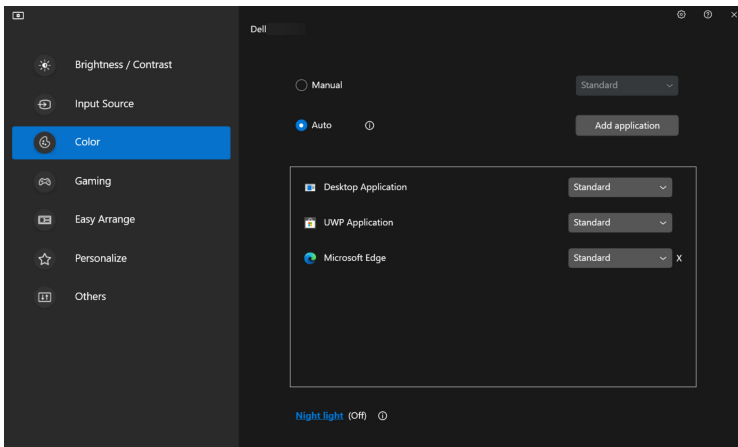 Dell
Brightness / Contrast
Input Source
Color
Gaming
Easy Arrange
Personalize
Others
Manual Standard
Auto Add application
Desktop Application Standard
UWP Application Standard
Microsoft Edge Standard X
Night light (Off)